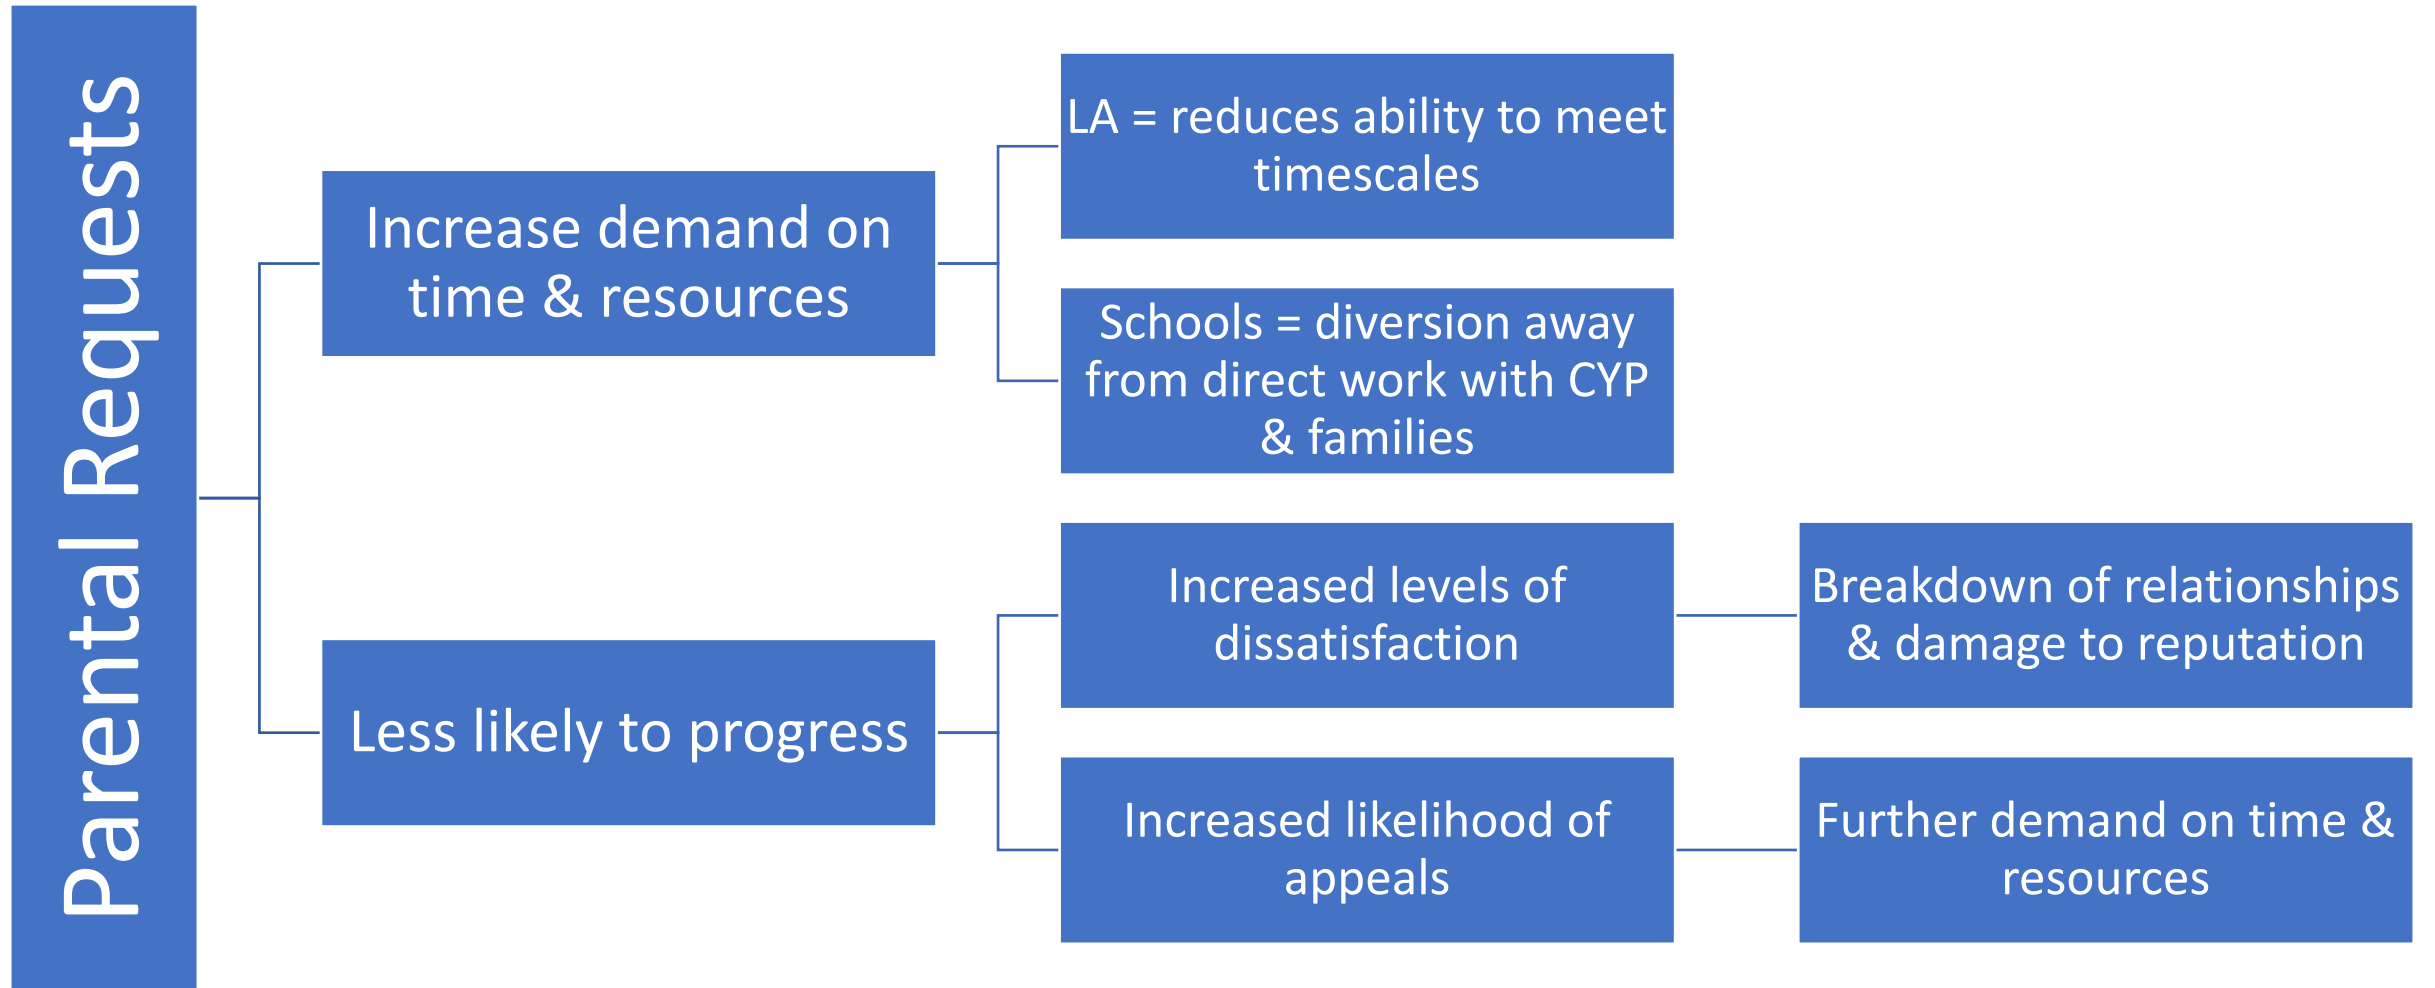 Parental Requests
Increase demand on
time & resources
LA = reduces ability to meet
timescales
Schools = diversion away
from direct work with CYP
& families
Less likely to progress
Increased levels of
dissatisfaction
Breakdown of relationships
& damage to reputation
Increased likelihood of
appeals
Further demand on time &
resources